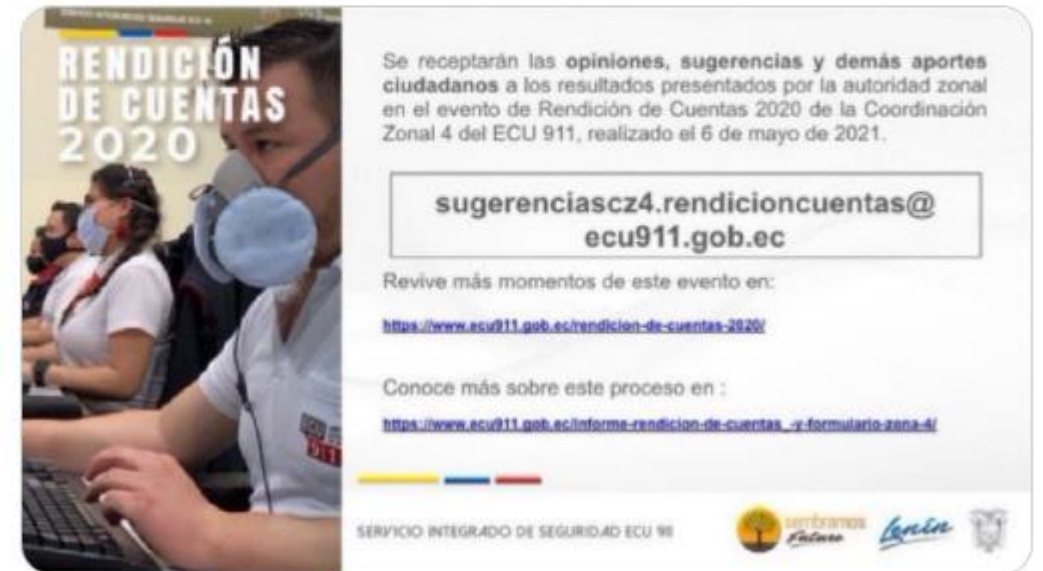 RENDICIÓN
DE CUENTAS
2020
Se receptarán las opiniones, sugerencias y demás aportes
ciudadanos a los resultados presentados por la autoridad zonal
en el evento de Rendición de Cuentas 2020 de la Coordinación
Zonal 4 del ECU 911, realizado el 6 de mayo de 2021.
sugerenciascz4.rendicioncuentas@
ecu911.gob.ec
Revive más momentos de este evento en:
https://www.ecu911.gob.ec/rendicion-de-cuentas-2020/
Conoce más sobre este proceso en :
https://www.ecu911.gob.ec/informe-rendicion-de-cuentas_-y-formulario-zona-4/
ECU
911
SERVICIO INTEGRADO DE SEGURIDAD ECU 911
sembramos
Futuro
Lenín